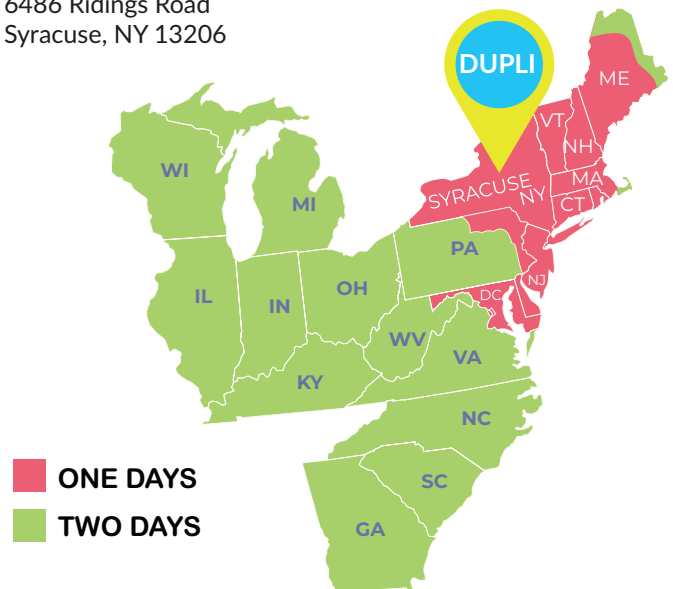 6486 Ridings Road
Syracuse, NY 13206
DUPLI
ME
VT
NH
WI
MA
SYRACUSE
NY
MI
CT
PA
NJ
OH
DC
IL
IN
WV
VA
KY
NC
ONE DAYS
SC
TWO DAYS
GA